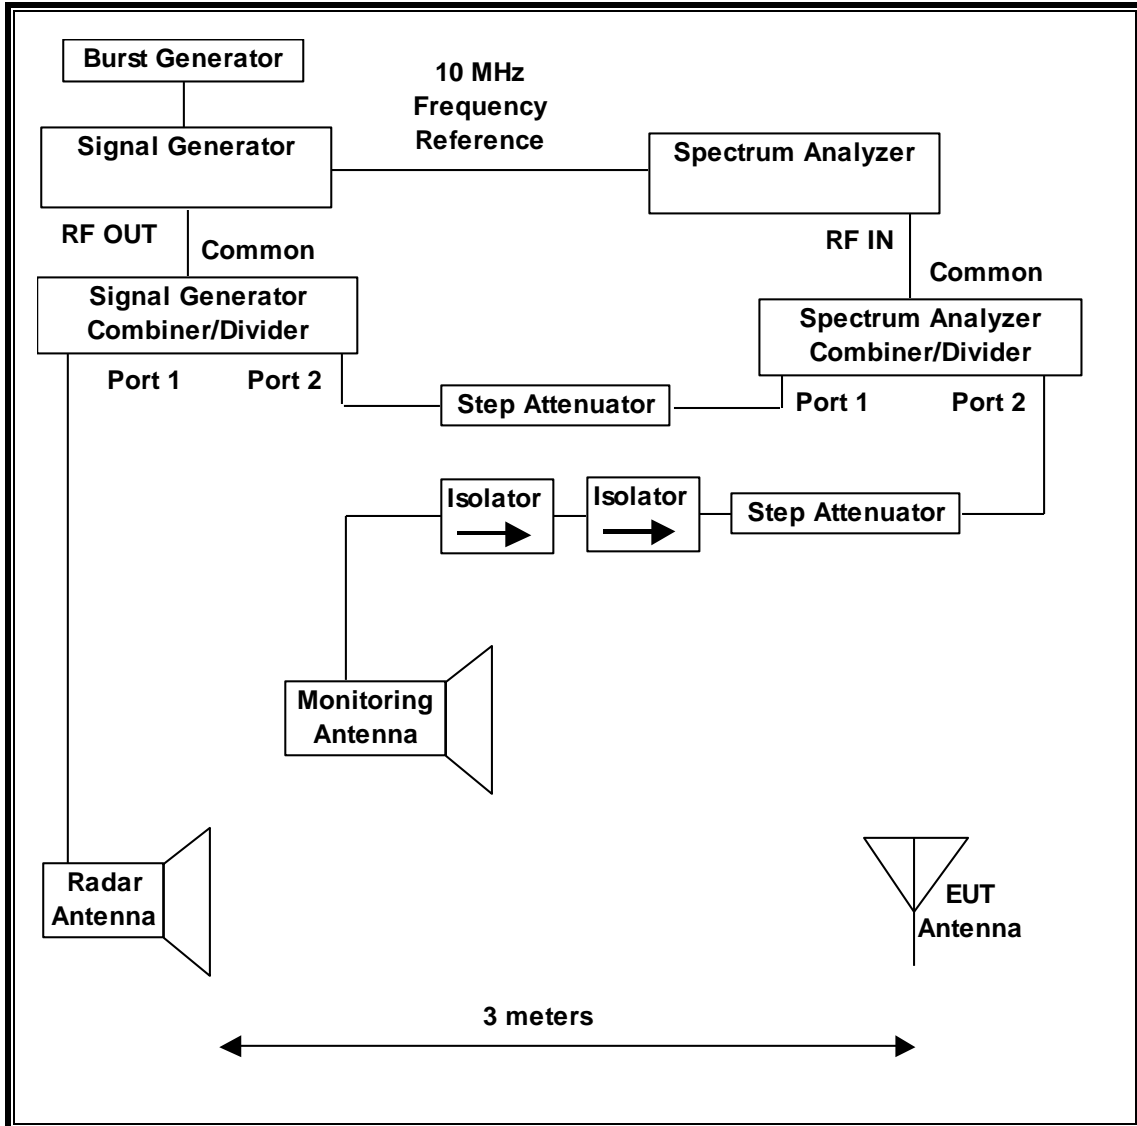 Burst Generator
10 MHz
Frequency
Reference
Signal Generator
Spectrum Analyzer
RF OUT
Common
RF IN
Common
Signal Generator
Combiner/Divider
Spectrum Analyzer
Combiner/Divider
Port 1
Port 2
Step Attenuator
Port 1
Port 2
Isolator
Isolator
Step Attenuator
Monitoring
Antenna
Radar
Antenna
EUT
Antenna
3 meters